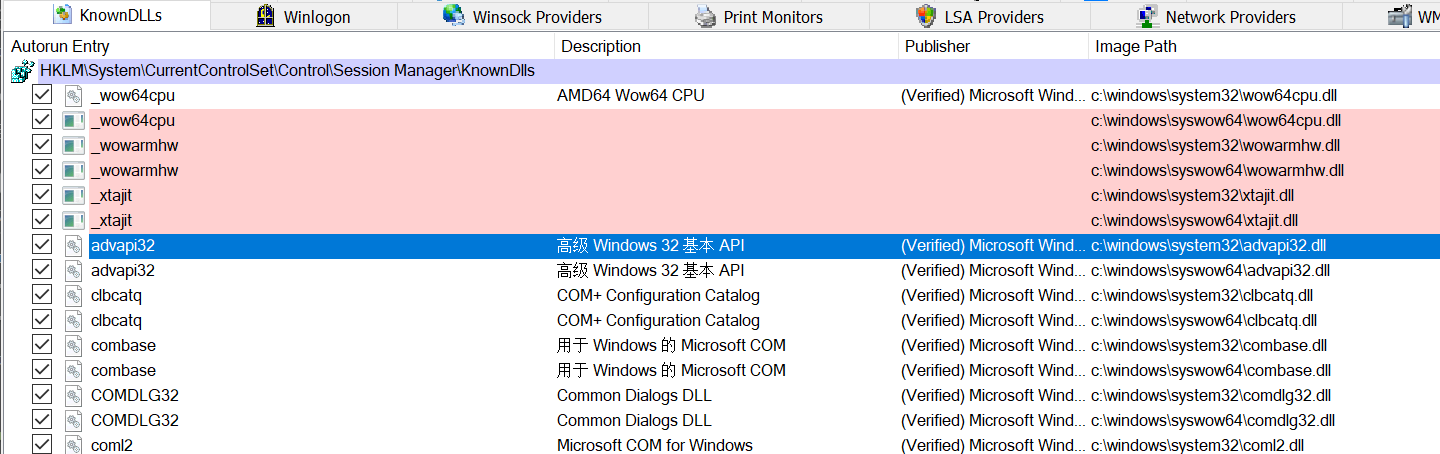 KnownDLLs Winlogon Winsock Providers Print Monitors LSA Providers Network Providers WM
Autorun Entry Description Publisher Image Path
HKLM\System\CurrentControlSet\Control\Session Manager\KnownDlls
_wow64cpu AMD64 Wow64 CPU (Verified) Microsoft Wind... c:\windows\system32\wow64cpu.dll
_wow64cpu c:\windows\syswow64\wow64cpu.dll
_wowarmhw c:\windows\system32\wowarmhw.dll
_wowarmhw c:\windows\syswow64\wowarmhw.dll
_xtajit c:\windows\system32\xtajit.dll
_xtajit c:\windows\syswow64\xtajit.dll
advapi32 高级 Windows 32 基本 API (Verified) Microsoft Wind... c:\windows\system32\advapi32.dll
advapi32 高级 Windows 32 基本 API (Verified) Microsoft Wind... c:\windows\syswow64\advapi32.dll
clbcatq COM+ Configuration Catalog (Verified) Microsoft Wind... c:\windows\system32\clbcatq.dll
clbcatq COM+ Configuration Catalog (Verified) Microsoft Wind... c:\windows\syswow64\clbcatq.dll
combase 用于 Windows 的 Microsoft COM (Verified) Microsoft Wind... c:\windows\system32\combase.dll
combase 用于 Windows 的 Microsoft COM (Verified) Microsoft Wind... c:\windows\syswow64\combase.dll
COMDLG32 Common Dialogs DLL (Verified) Microsoft Wind... c:\windows\system32\comdlg32.dll
COMDLG32 Common Dialogs DLL (Verified) Microsoft Wind... c:\windows\syswow64\comdlg32.dll
coml2 Microsoft COM for Windows (Verified) Microsoft Wind... c:\windows\system32\coml2.dll